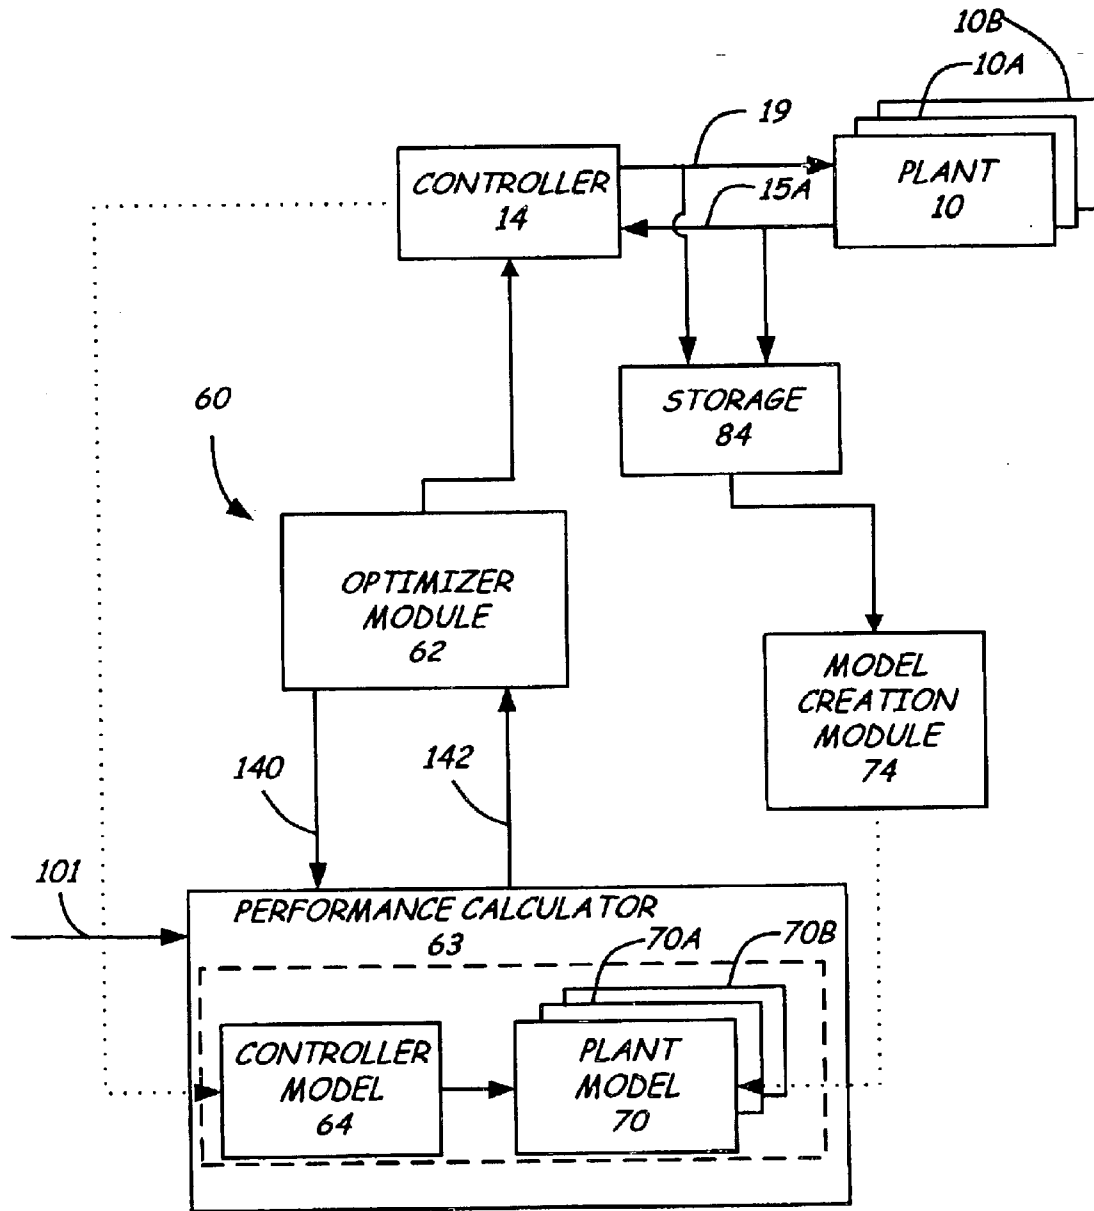 10B
10A
19
CONTROLLER
14
PLANT
10
15A
STORAGE
84
60
OPTIMIZER
MODULE
62
MODEL
CREATION
MODULE
74
140
142
101
PERFORMANCE CALCULATOR
63
70A
70B
CONTROLLER
MODEL
64
PLANT
MODEL
70